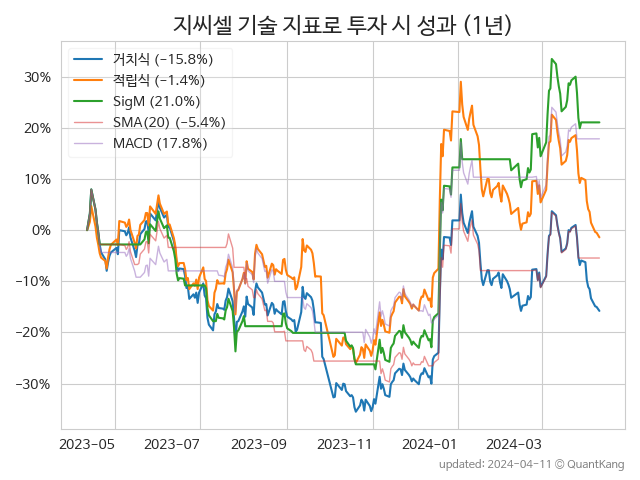 지씨셀 기술 지표로 투자 시 성과 (1년)
거치식 (−15.8%)
적립식 (−1.4%)
SigM (21.0%)
SMA(20) (−5.4%)
MACD (17.8%)
30%
20%
10%
0%
−10%
−20%
−30%
2023−05 2023−07 2023−09 2023−11 2024−01 2024−03
updated: 2024−04−11 © QuantKang